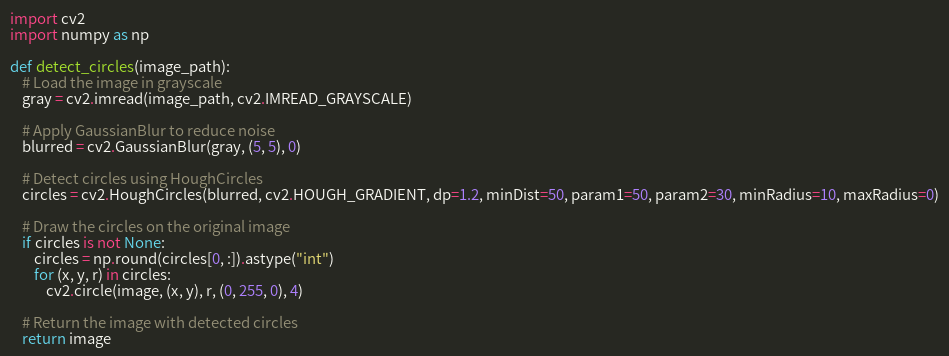 import cv2
import numpy as np
def detect_circles(image_path):
# Load the image in grayscale
gray = cv2.imread(image_path, cv2.IMREAD_GRAYSCALE)
# Apply GaussianBlur to reduce noise
blurred = cv2.GaussianBlur(gray, (5, 5), 0)
# Detect circles using HoughCircles
circles = cv2.HoughCircles(blurred, cv2.HOUGH_GRADIENT, dp=1.2, minDist=50, param1=50, param2=30, minRadius=10, maxRadius=0)
# Draw the circles on the original image
if circles is not None:
circles = np.round(circles[0, :]).astype("int")
for (x, y, r) in circles:
cv2.circle(image, (x, y), r, (0, 255, 0), 4)
# Return the image with detected circles
return image